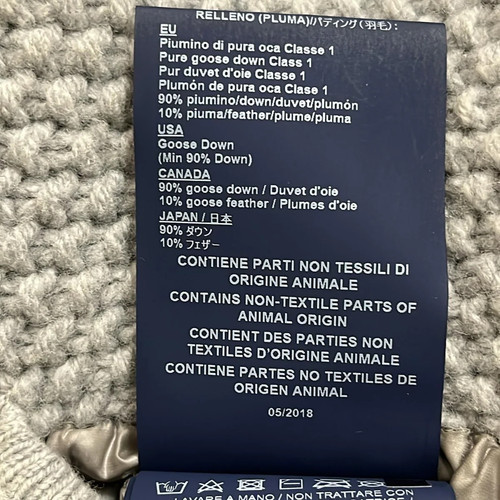 RELLENO (PLUMA)/パディング(羽毛):
EU
Piumino di pura oca Classe 1
Pure goose down Class 1
Pur duvet d'oie Classe 1
Plumón de pura oca Clase 1
90% piumino/down/duvet/plumón
10% piuma/feather/plume/pluma
USA
Goose Down
(Min 90% Down)
CANADA
90% goose down / Duvet d'oie
10% goose feather / Plumes d'oie
JAPAN / 日本
90% ダウン
10% フェザー
CONTIENE PARTI NON TESSILI DI
ORIGINE ANIMALE
CONTAINS NON-TEXTILE PARTS OF
ANIMAL ORIGIN
CONTIENT DES PARTIES NON
TEXTILES D'ORIGINE ANIMALE
CONTIENE PARTES NO TEXTILES DE
ORIGEN ANIMAL
05/2018
LAVARE A MANO / NON TRATTARE CON